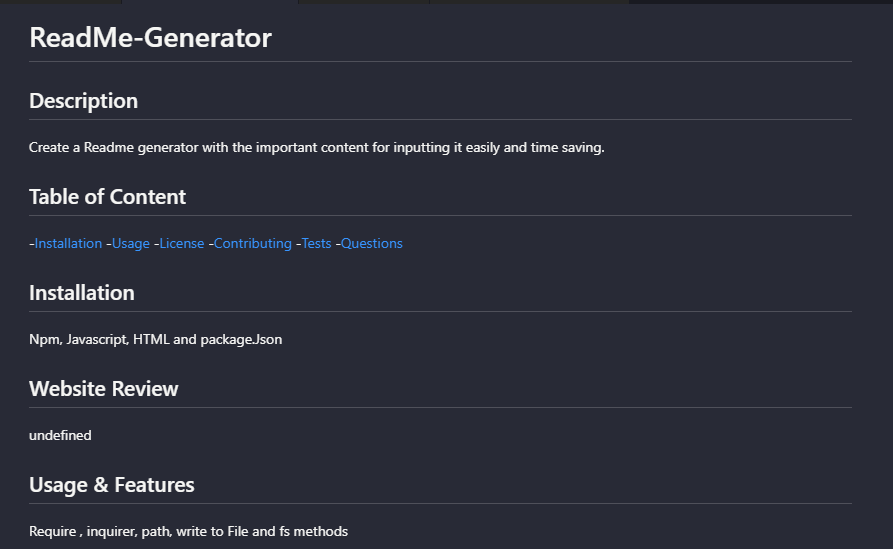 ReadMe-Generator
Description
Create a Readme generator with the important content for inputting it easily and time saving.
Table of Content
-Installation -Usage -License -Contributing -Tests -Questions
Installation
Npm, Javascript, HTML and package.Json
Website Review
undefined
Usage & Features
Require , inquirer, path, write to File and fs methods